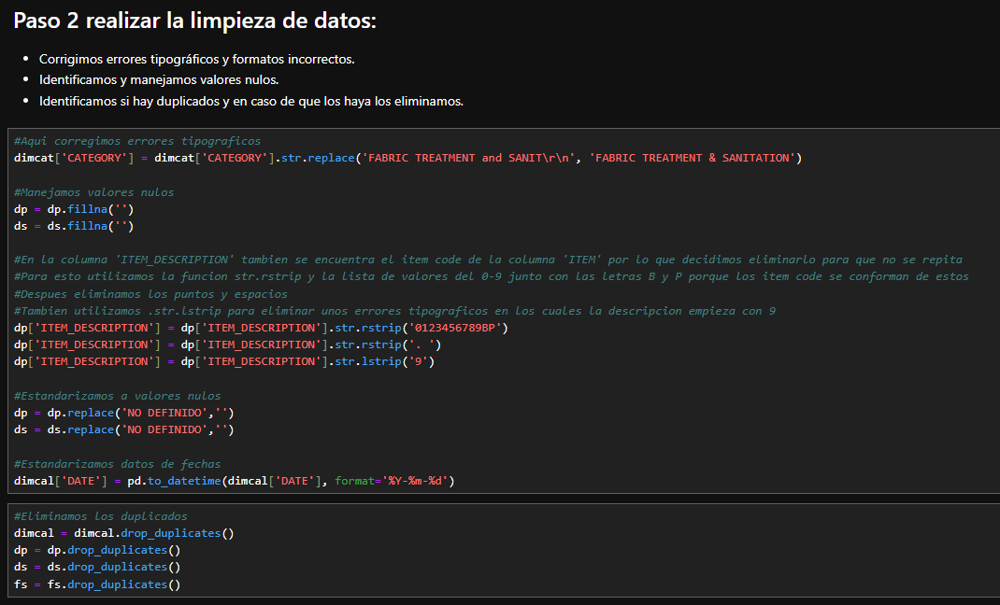 Paso 2 realizar la limpieza de datos:
• Corrigimos errores tipográficos y formatos incorrectos.
• Identificamos y manejamos valores nulos.
• Identificamos si hay duplicados y en caso de que los haya los eliminamos.
#Aqui corregimos errores tipograficos
dimcat['CATEGORY'] = dimcat['CATEGORY'].str.replace('FABRIC TREATMENT and SANIT\r\n', 'FABRIC TREATMENT & SANITATION')
#Manejamos valores nulos
dp = dp.fillna('')
ds = ds.fillna('')
#En la columna 'ITEM_DESCRIPTION' tambien se encuentra el item code de la columna 'ITEM' por lo que decidimos eliminarlo para que no se repita
#Para esto utilizamos la funcion str.rstrip y la lista de valores del 0-9 junto con las letras B y P porque los item code se conforman de estos
#Despues eliminamos los puntos y espacios
#Tambien utilizamos .str.lstrip para eliminar unos errores tipograficos en los cuales la descripcion empieza con 9
dp['ITEM_DESCRIPTION'] = dp['ITEM_DESCRIPTION'].str.rstrip('0123456789BP')
dp['ITEM_DESCRIPTION'] = dp['ITEM_DESCRIPTION'].str.rstrip('. ')
dp['ITEM_DESCRIPTION'] = dp['ITEM_DESCRIPTION'].str.lstrip('9')
#Estandarizamos a valores nulos
dp = dp.replace('NO DEFINIDO','')
ds = ds.replace('NO DEFINIDO','')
#Estandarizamos datos de fechas
dimcal['DATE'] = pd.to_datetime(dimcal['DATE'], format='%Y-%m-%d')
#Eliminamos los duplicados
dimcal = dimcal.drop_duplicates()
dp = dp.drop_duplicates()
ds = ds.drop_duplicates()
fs = fs.drop_duplicates()